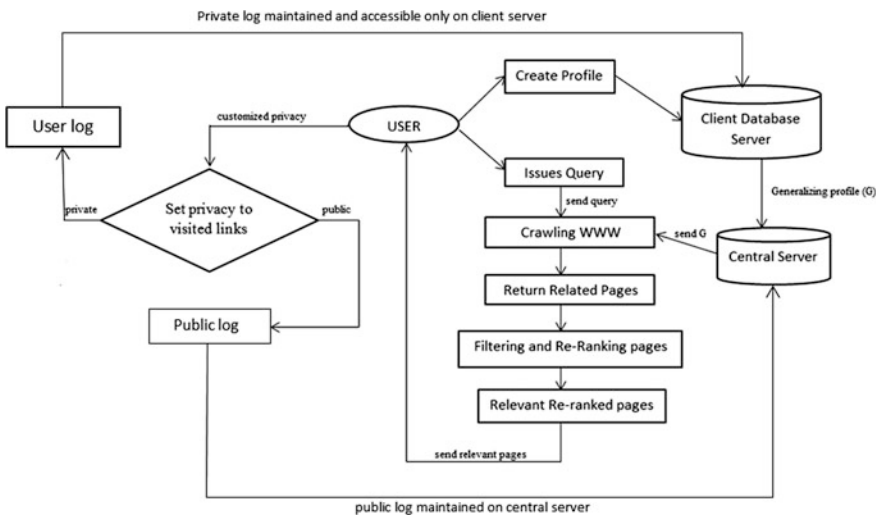 Private log maintained and accessible only on client server
Create Profile
Client Database
Server
User log
customized privacy
USER
Issues Query
Generalizing profile (G)
send query
private
Set privacy to
visited links
public
Crawling WWW
send G
Central Server
Return Related Pages
Public log
Filtering and Re-Ranking pages
Relevant Re-ranked pages
send relevant pages
public log maintained on central server